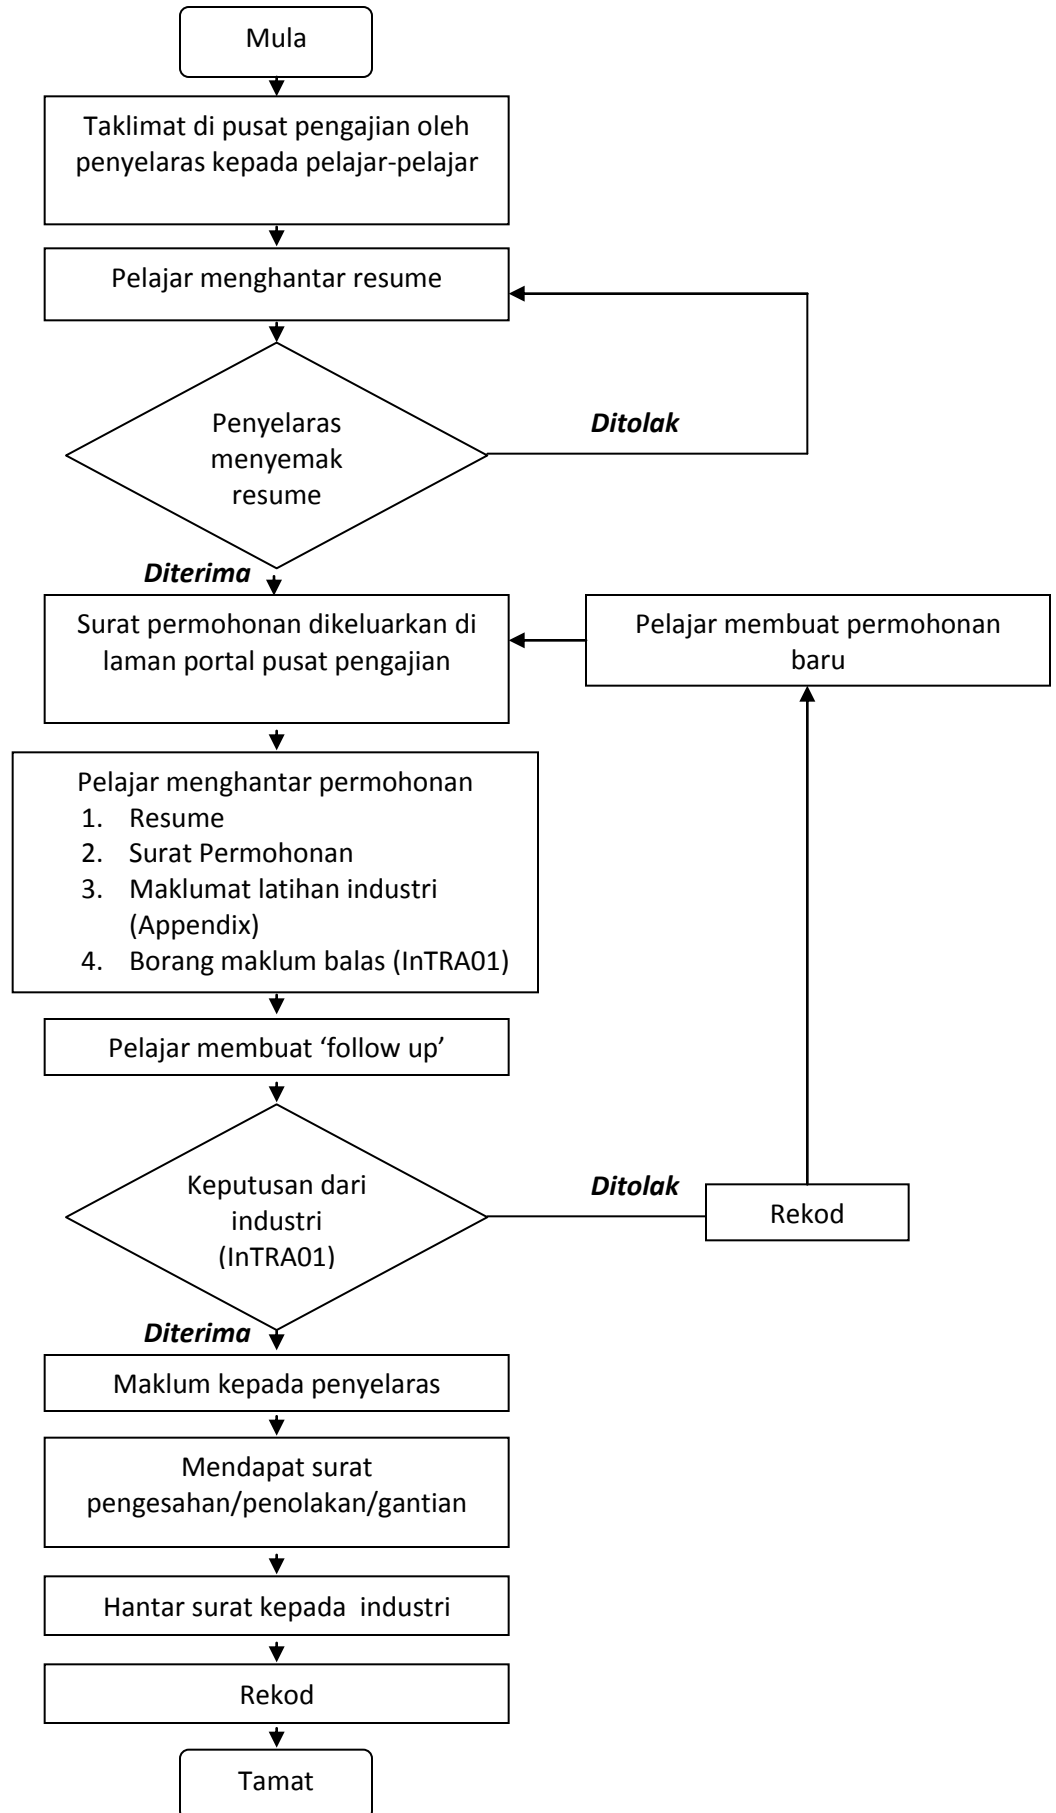 Mula
Taklimat di pusat pengajian oleh
penyelaras kepada pelajar-pelajar
Pelajar menghantar resume
Penyelaras
menyemak
resume
Ditolak
Diterima
Surat permohonan dikeluarkan di
laman portal pusat pengajian
Pelajar membuat permohonan
baru
Pelajar menghantar permohonan
1. Resume
2. Surat Permohonan
3. Maklumat latihan industri
(Appendix)
4. Borang maklum balas (InTRA01)
Pelajar membuat ‘follow up’
Keputusan dari
industri
(InTRA01)
Ditolak
Rekod
Diterima
Maklum kepada penyelaras
Mendapat surat
pengesahan/penolakan/gantian
Hantar surat kepada  industri
Rekod
Tamat